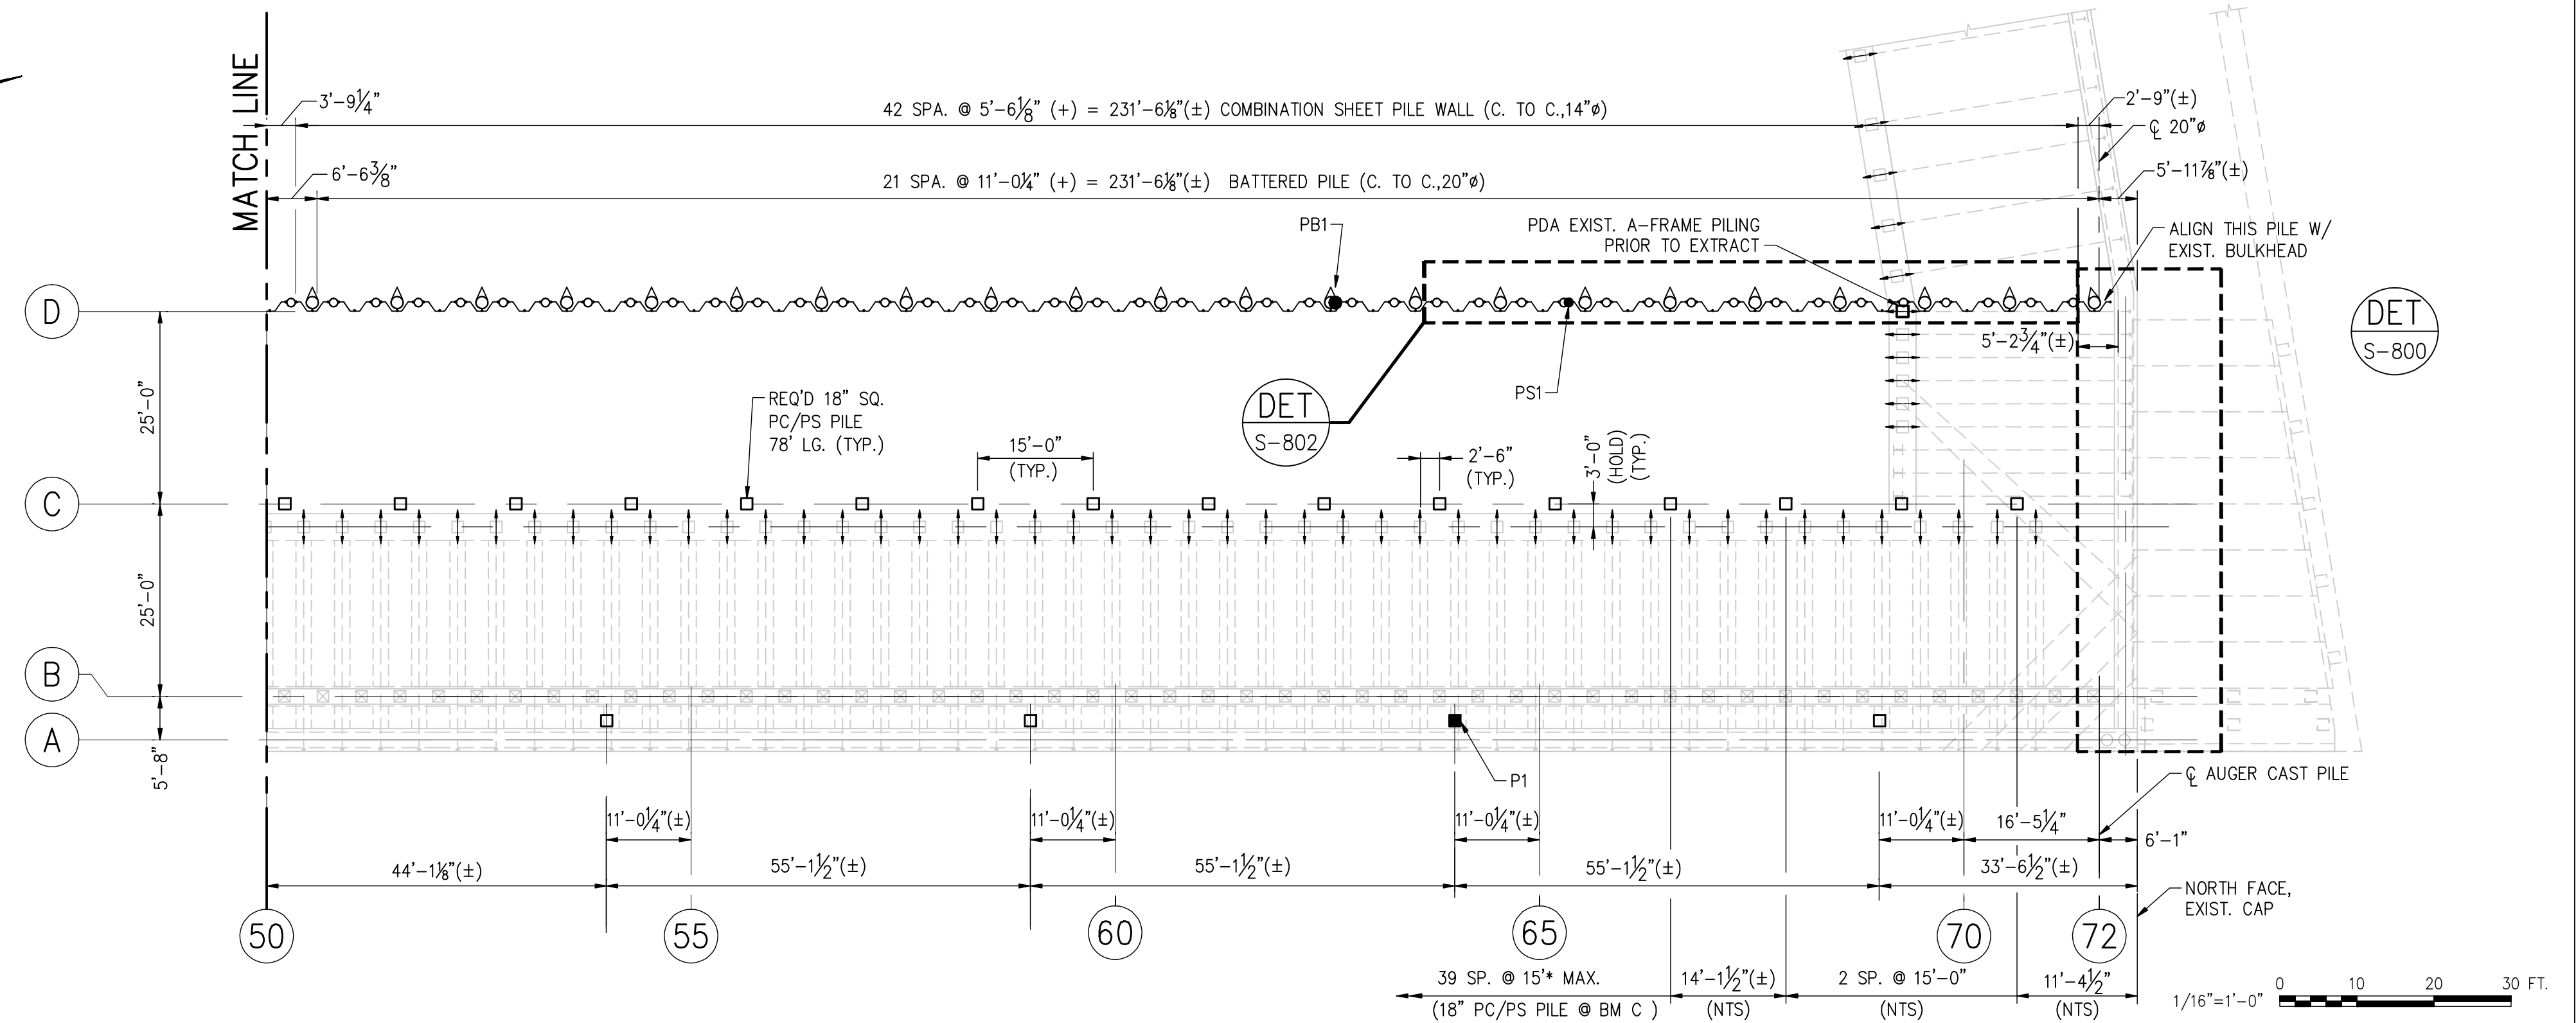 MATCH LINE
3'-9¼"
42 SPA. @ 5'-6⅛" (+) = 231'-6⅛"(±) COMBINATION SHEET PILE WALL (C. TO C.,14"ø)
2'-9"(±)
℄ 20"ø
6'-6⅜"
21 SPA. @ 11'-0¼" (+) = 231'-6⅛"(±) BATTERED PILE (C. TO C.,20"ø)
5'-11⅞"(±)
PB1
PDA EXIST. A-FRAME PILING
PRIOR TO EXTRACT
ALIGN THIS PILE W/
EXIST. BULKHEAD
D
DET
S-800
5'-2¾"(±)
25'-0"
REQ'D 18" SQ.
PC/PS PILE
78' LG. (TYP.)
PS1
DET
S-802
15'-0"
(TYP.)
2'-6"
(TYP.)
3'-0"
(HOLD)
(TYP.)
C
25'-0"
B
A
5'-8"
P1
℄ AUGER CAST PILE
11'-0¼"(±)
11'-0¼"(±)
11'-0¼"(±)
11'-0¼"(±)
16'-5¼"
6'-1"
44'-1⅛"(±)
55'-1½"(±)
55'-1½"(±)
55'-1½"(±)
33'-6½"(±)
NORTH FACE,
EXIST. CAP
50
55
60
65
70
72
39 SP. @ 15'* MAX.
(18" PC/PS PILE @ BM C )
14'-1½"(±)
(NTS)
2 SP. @ 15'-0"
(NTS)
11'-4½"
(NTS)
1/16"=1'-0"
0 10 20 30 FT.